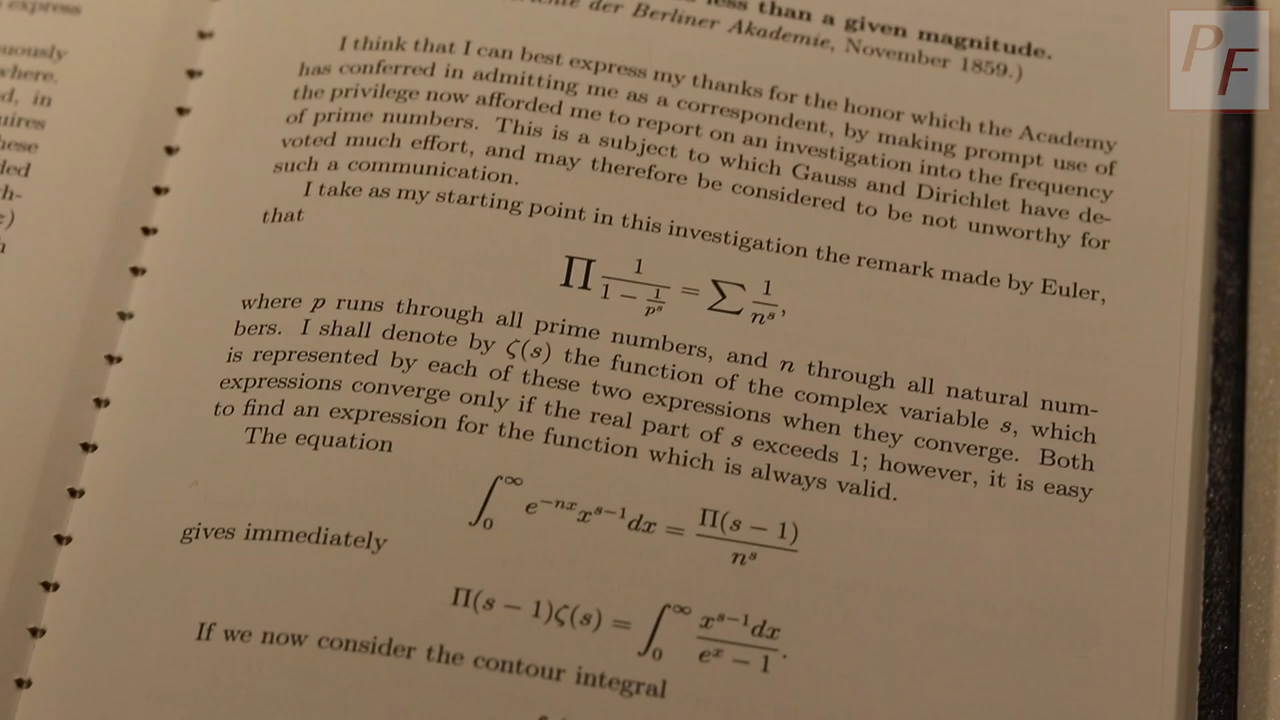 express
less than a given magnitude.
der Berliner Akademie, November 1859.)
I think that I can best express my thanks for the honor which the Academy
has conferred in admitting me as a correspondent, by making prompt use of
the privilege now afforded me to report on an investigation into the frequency
of prime numbers. This is a subject to which Gauss and Dirichlet have de-
voted much effort, and may therefore be considered to be not unworthy for
such a communication.
I take as my starting point in this investigation the remark made by Euler,
that
∏ 1/(1 − 1/p^s) = ∑ 1/n^s,
where p runs through all prime numbers, and n through all natural num-
bers. I shall denote by ζ(s) the function of the complex variable s, which
is represented by each of these two expressions when they converge. Both
expressions converge only if the real part of s exceeds 1; however, it is easy
to find an expression for the function which is always valid.
The equation
∫_0^∞ e^{−nx} x^{s−1} dx = Π(s − 1)/n^s
gives immediately
Π(s − 1)ζ(s) = ∫_0^∞ x^{s−1}dx/(e^x − 1).
If we now consider the contour integral
PF